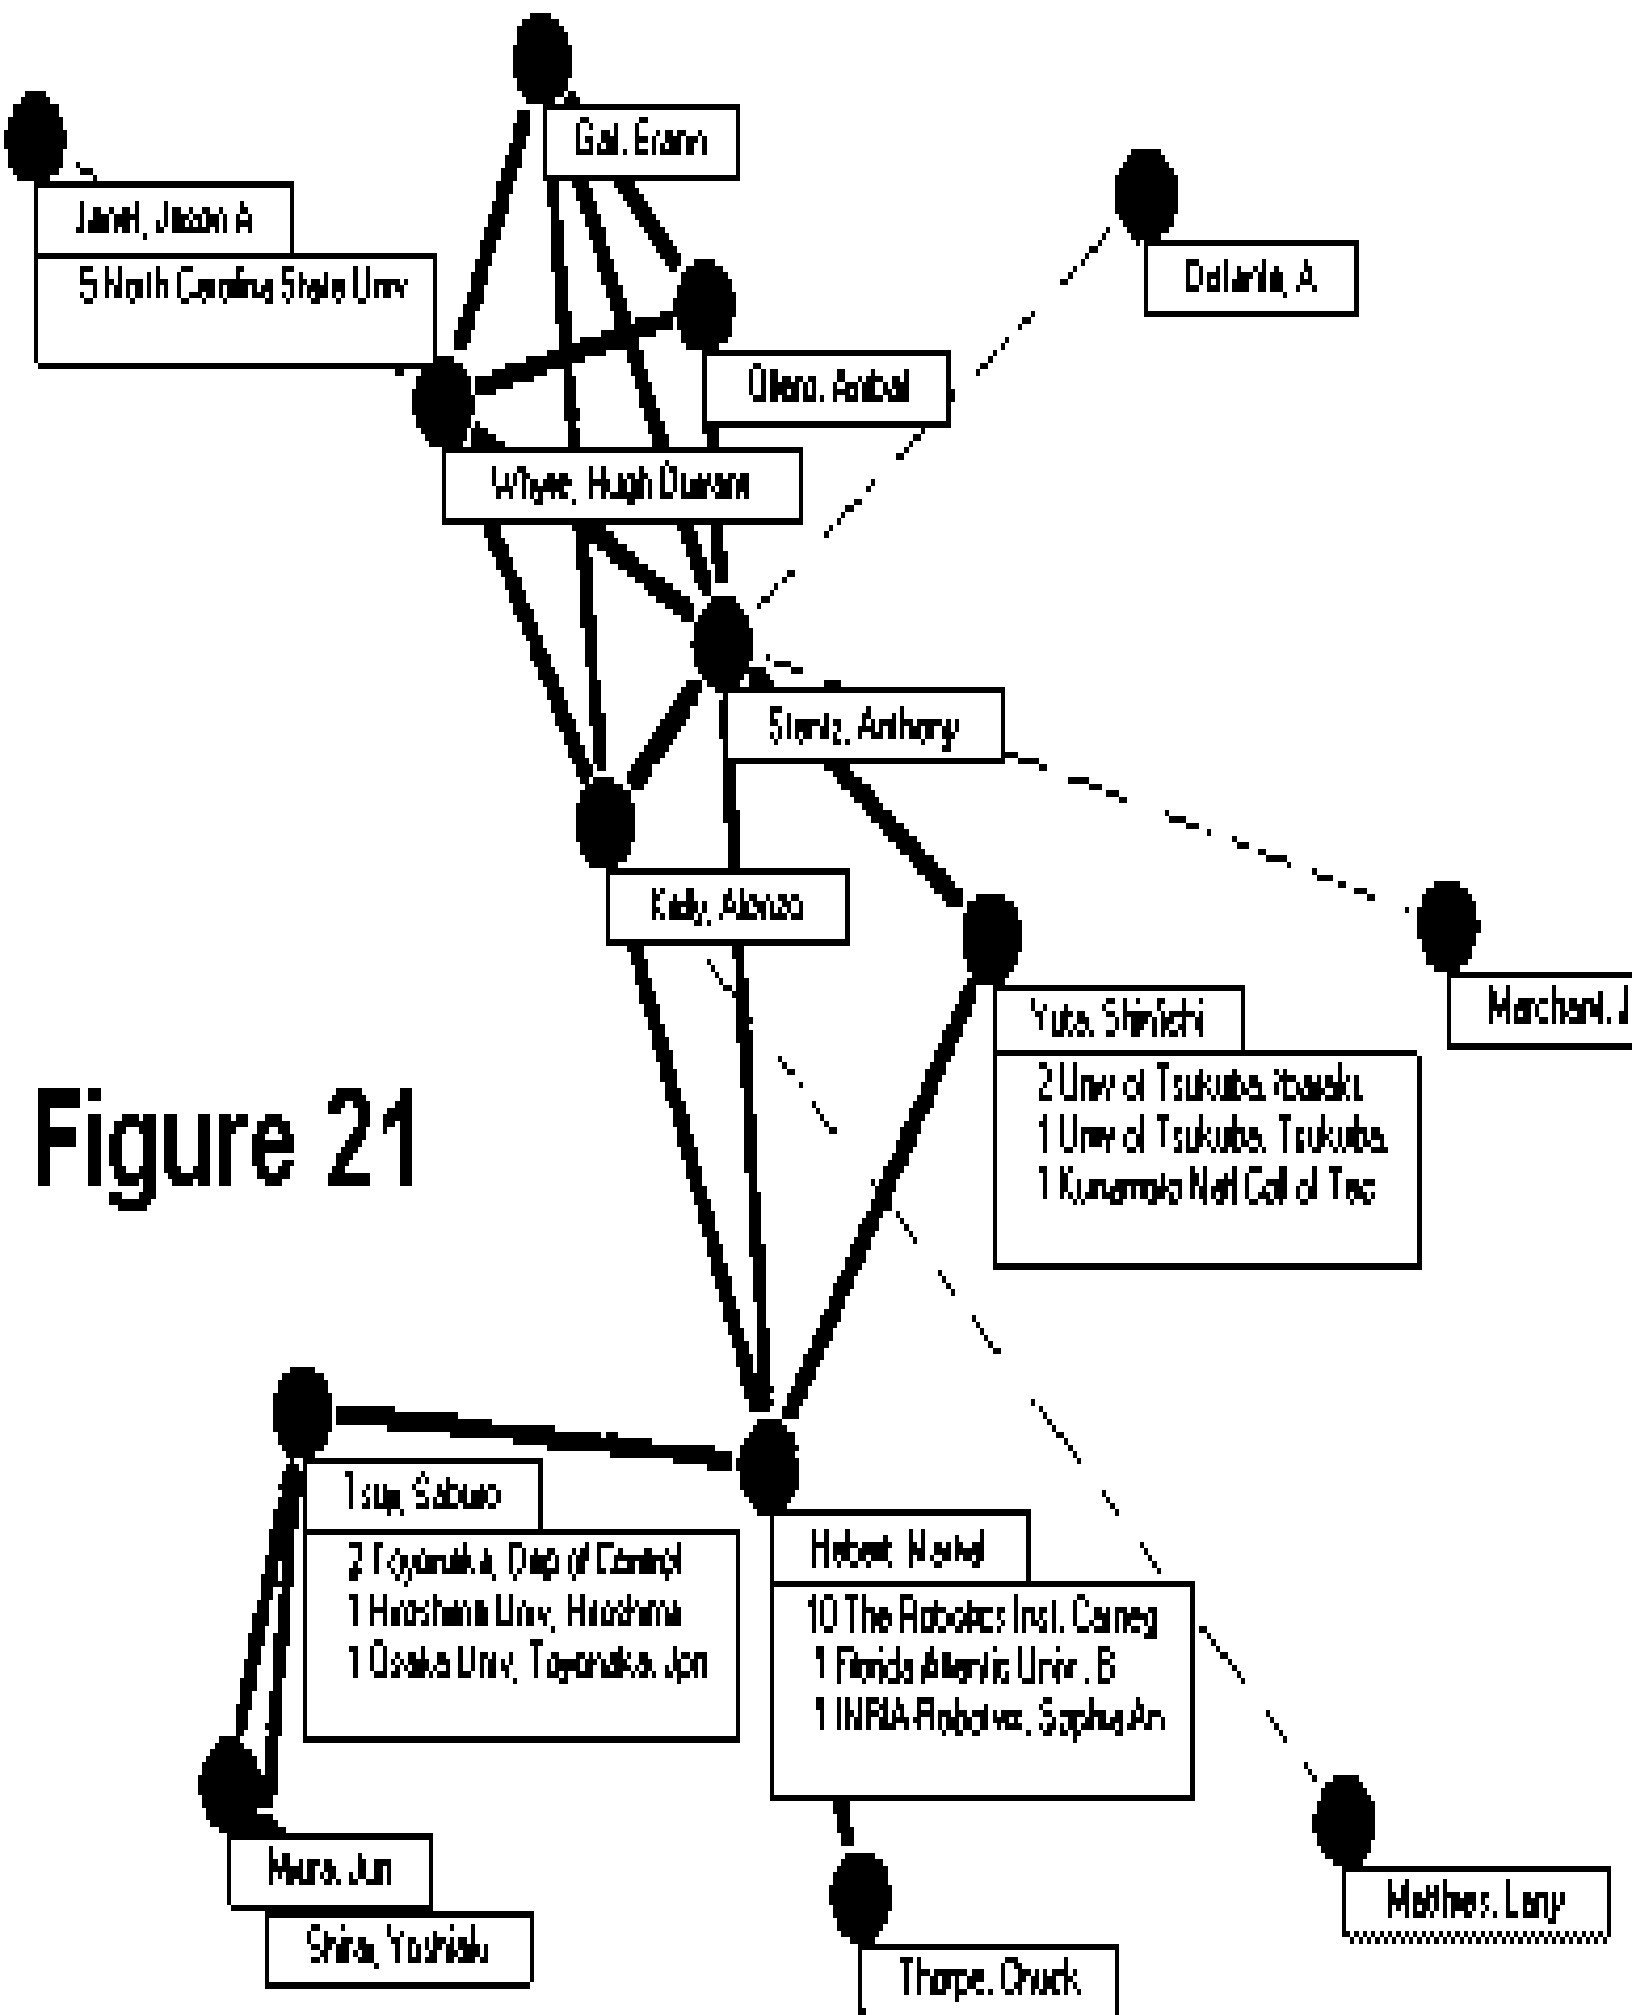 Gat, Erann
Janet, Jason A
5 North Carolina State Univ
A
Ollero, Anibal
Whyte, Hugh Durrant
Stentz, Anthony
Kelly, Alonzo
Marchant, J
Yuta, Shin'ichi
2 Univ of Tsukuba, Ibaraki,
1 Univ of Tsukuba, Tsukuba,
1 Kumamoto Natl Coll of Tec
Figure 21
Tsuji, Saburo
2 Toyonaka, Dep of Control
1 Hiroshima Univ, Hiroshima
1 Osaka Univ, Toyonaka, Jpn
Hebert, Martial
10 The Robotics Inst, Carneg
1 Florida Atlantic Univ, B
1 INRIA-Robotvis, Sophia An
Miura, Jun
Shirai, Yoshiaki
Matthies, Larry
Thorpe, Chuck